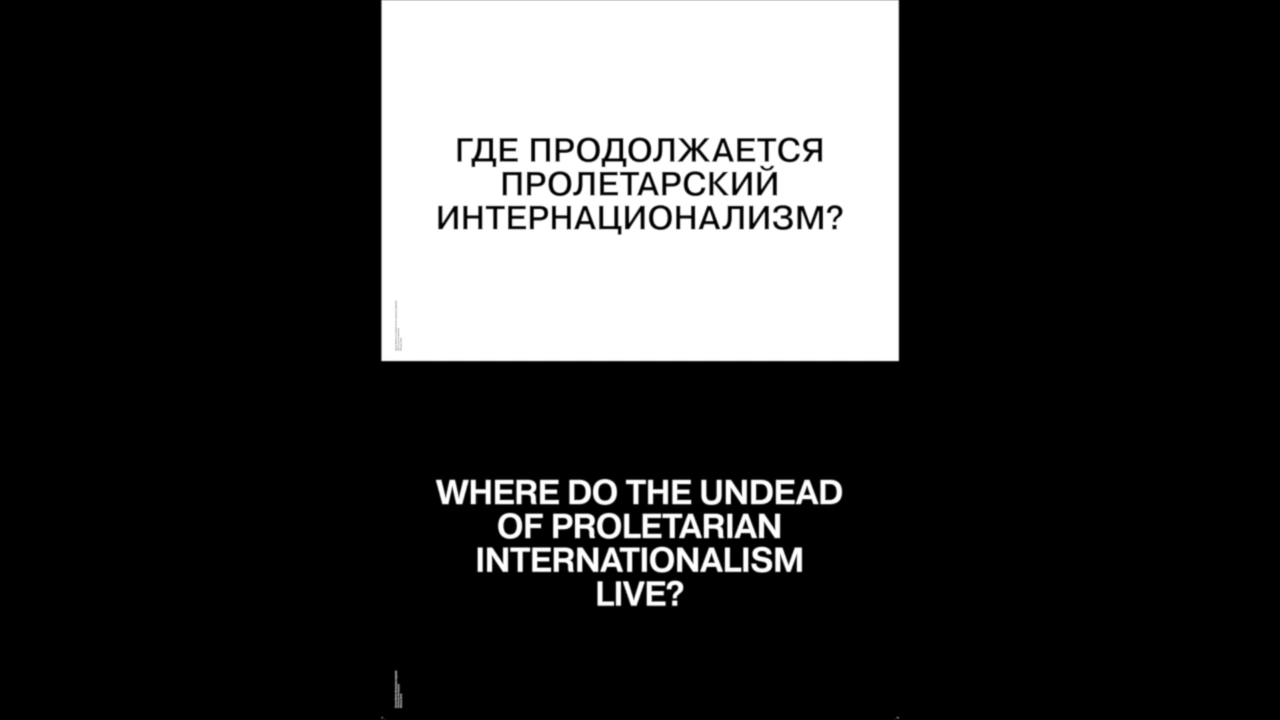 ГДЕ ПРОДОЛЖАЕТСЯ
ПРОЛЕТАРСКИЙ
ИНТЕРНАЦИОНАЛИЗМ?
WHERE DO THE UNDEAD
OF PROLETARIAN
INTERNATIONALISM
LIVE?